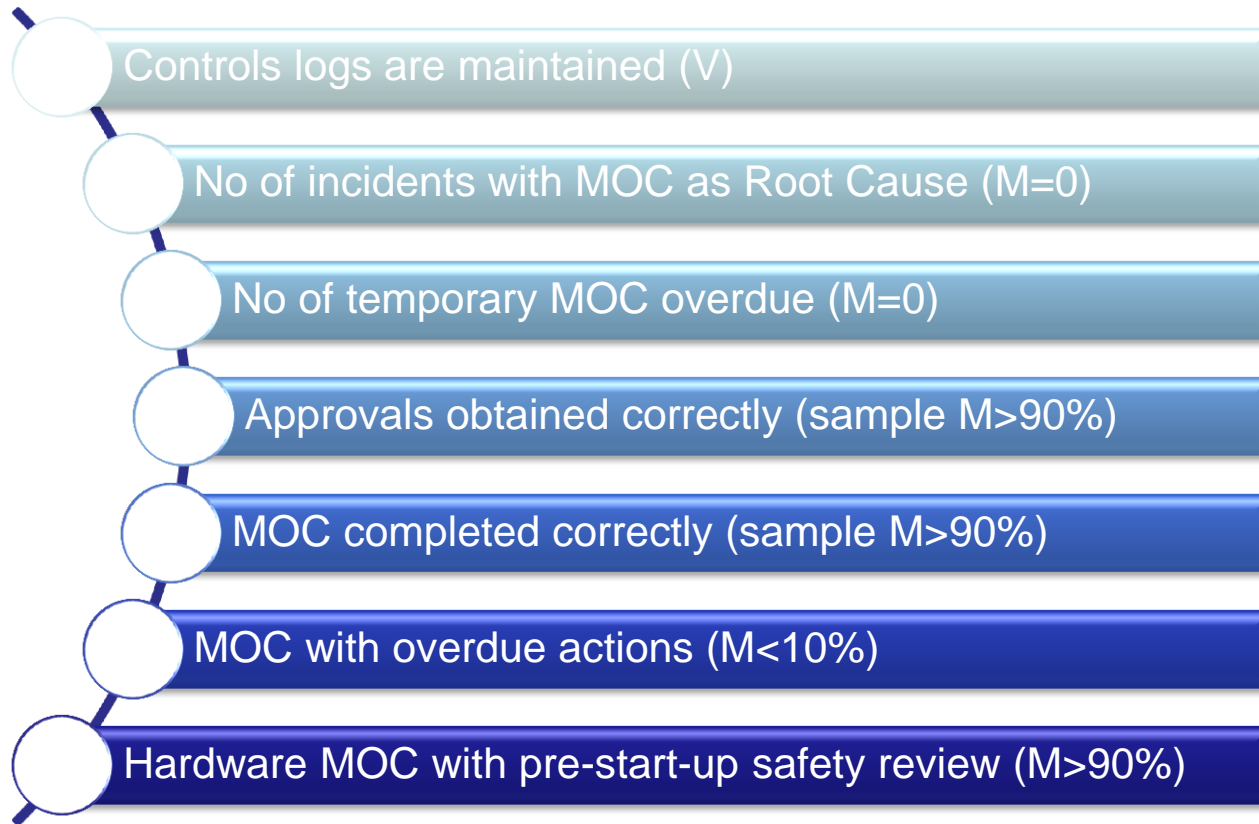 Controls logs are maintained (V)
No of incidents with MOC as Root Cause (M=0)
No of temporary MOC overdue (M=0)
Approvals obtained correctly (sample M>90%)
MOC completed correctly (sample M>90%)
MOC with overdue actions (M<10%)
Hardware MOC with pre-start-up safety review (M>90%)